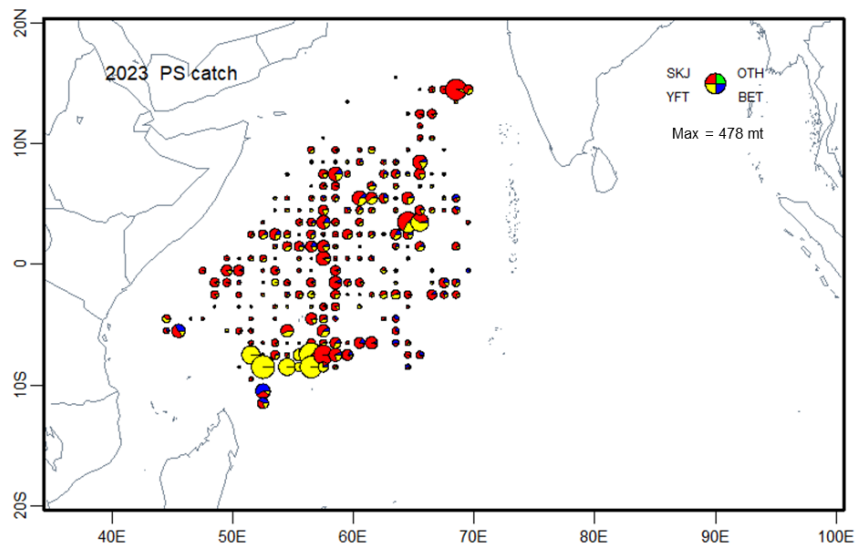 20N
2023 PS catch
SKJ OTH
YFT BET
Max = 478 mt
10N
0
10S
20S
40E 50E 60E 70E 80E 90E 100E